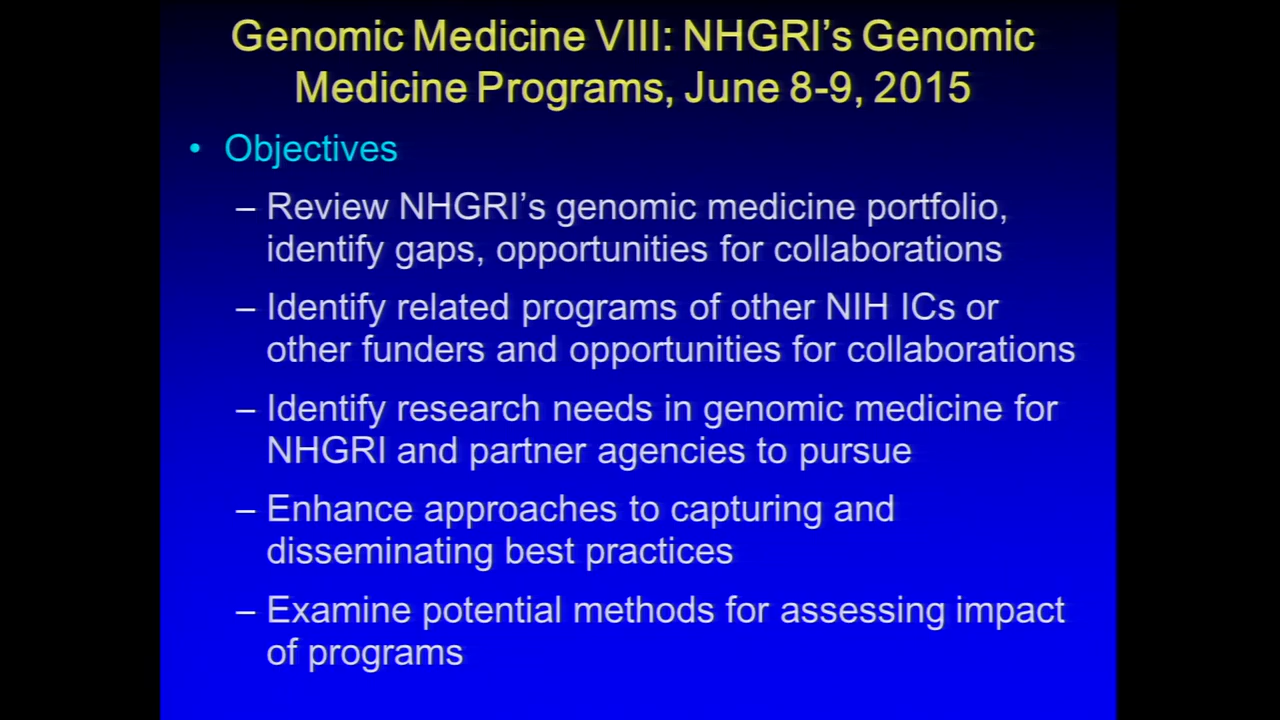 Genomic Medicine VIII: NHGRI’s Genomic
Medicine Programs, June 8-9, 2015
• Objectives
– Review NHGRI’s genomic medicine portfolio,
identify gaps, opportunities for collaborations
– Identify related programs of other NIH ICs or
other funders and opportunities for collaborations
– Identify research needs in genomic medicine for
NHGRI and partner agencies to pursue
– Enhance approaches to capturing and
disseminating best practices
– Examine potential methods for assessing impact
of programs